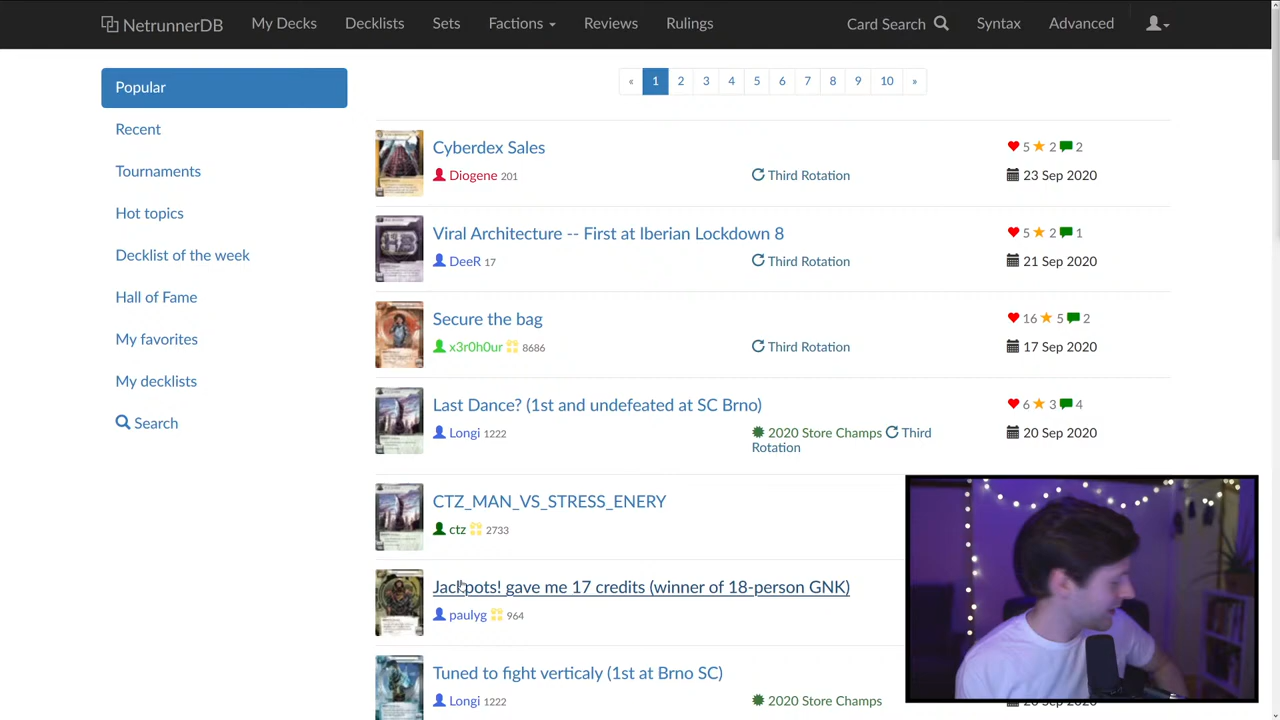 NetrunnerDB My Decks Decklists Sets Factions Reviews Rulings Card Search Syntax Advanced
Popular
Recent
Tournaments
Hot topics
Decklist of the week
Hall of Fame
My favorites
My decklists
Search
« 1 2 3 4 5 6 7 8 9 10 »
Cyberdex Sales 5 2 2
Diogene 201 Third Rotation 23 Sep 2020
Viral Architecture -- First at Iberian Lockdown 8 5 2 1
DeeR 17 Third Rotation 21 Sep 2020
Secure the bag 16 5 2
x3r0h0ur 8686 Third Rotation 17 Sep 2020
Last Dance? (1st and undefeated at SC Brno) 6 3 4
Longi 1222 2020 Store Champs Third 20 Sep 2020
Rotation
CTZ_MAN_VS_STRESS_ENERY
ctz 2733
Jackpots! gave me 17 credits (winner of 18-person GNK)
paulyg 964
Tuned to fight verticaly (1st at Brno SC)
Longi 1222 2020 Store Champs